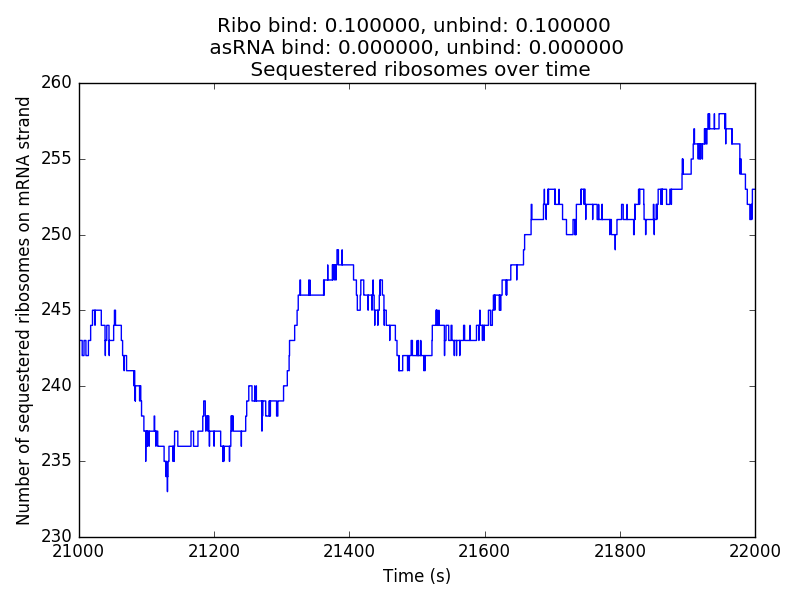 Ribo bind: 0.100000, unbind: 0.100000
asRNA bind: 0.000000, unbind: 0.000000
Sequestered ribosomes over time
260
255
250
245
240
235
230
Number of sequestered ribosomes on mRNA strand
21000 21200 21400 21600 21800 22000
Time (s)